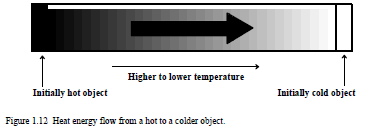 Higher to lower temperature
Initially hot object
Initially cold object
Figure 1.12 Heat energy flow from a hot to a colder object.